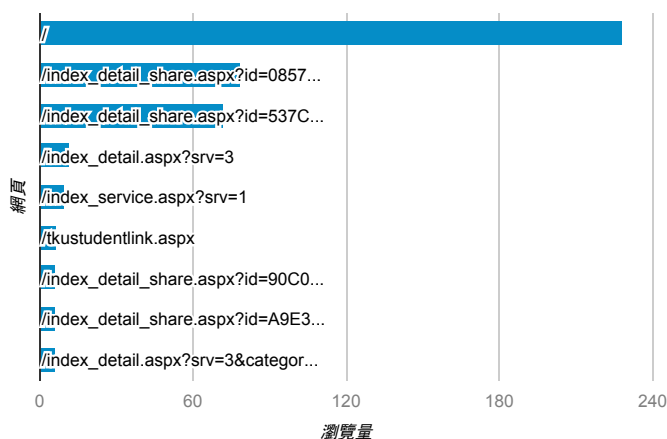 /
/index_detail_share.aspx?id=0857...
/index_detail_share.aspx?id=537C...
/index_detail.aspx?srv=3
/index_service.aspx?srv=1
/tkustudentlink.aspx
/index_detail_share.aspx?id=90C0...
/index_detail_share.aspx?id=A9E3...
/index_detail.aspx?srv=3&categor...
網頁
0 60 120 180 240
瀏覽量